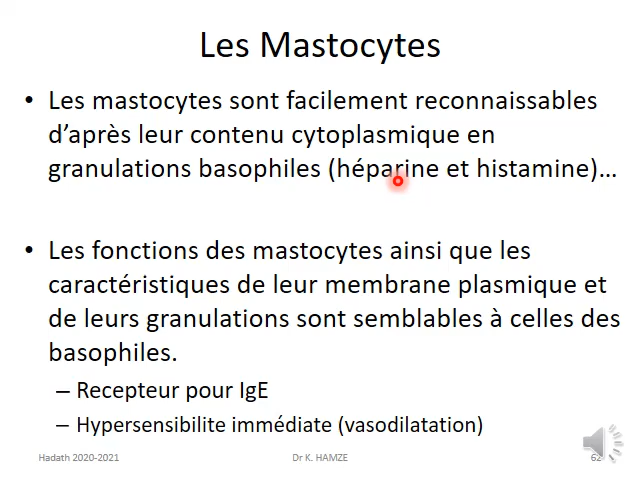 Les Mastocytes
• Les mastocytes sont facilement reconnaissables
d’après leur contenu cytoplasmique en
granulations basophiles (héparine et histamine)…
• Les fonctions des mastocytes ainsi que les
caractéristiques de leur membrane plasmique et
de leurs granulations sont semblables à celles des
basophiles.
– Recepteur pour IgE
– Hypersensibilite immédiate (vasodilatation)
Hadath 2020-2021 Dr K. HAMZE 62